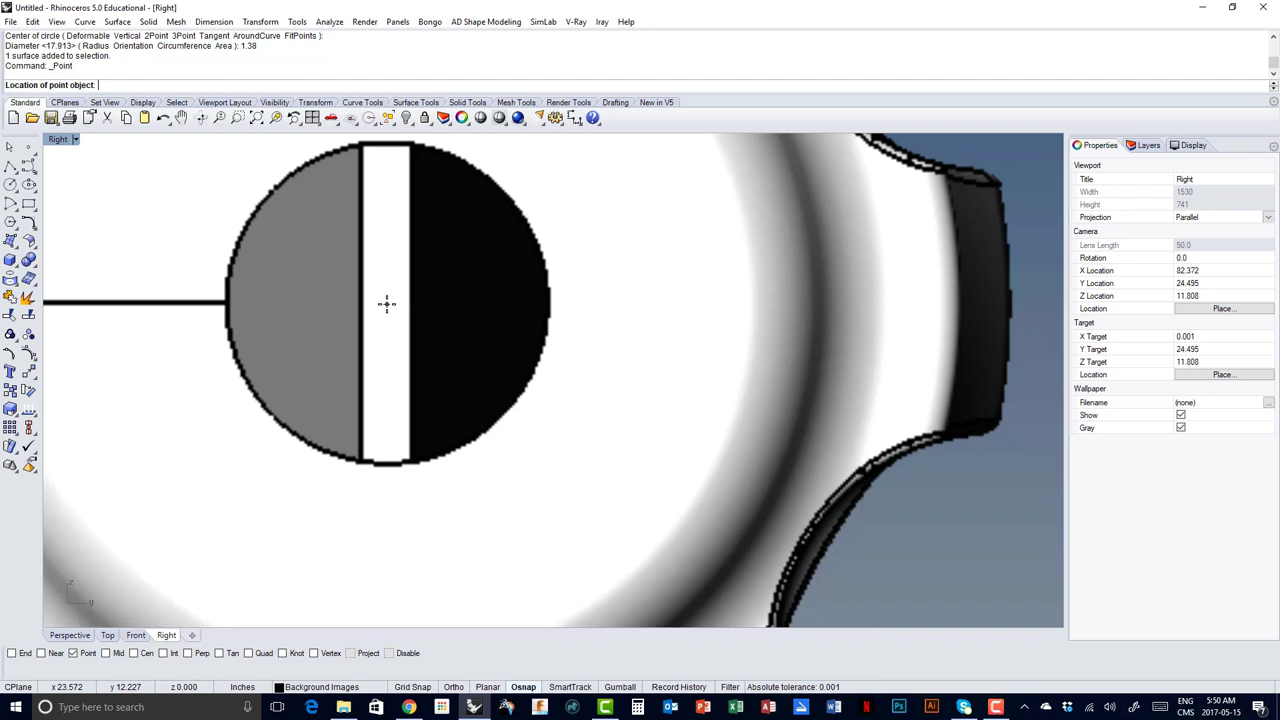 Untitled - Rhinoceros 5.0 Educational - [Right]
File Edit View Curve Surface Solid Mesh Dimension Transform Tools Analyze Render Panels Bongo AD Shape Modeling SimLab V-Ray Iray Help
Center of circle ( Deformable Vertical 2Point 3Point Tangent AroundCurve FitPoints ):
Diameter <17.913> ( Radius Orientation Circumference Area ): 1.38
1 surface added to selection.
Command: _Point
Location of point object:
Standard CPlanes Set View Display Select Viewport Layout Visibility Transform Curve Tools Surface Tools Solid Tools Mesh Tools Render Tools Drafting New in V5
Right
Properties Layers Display
Viewport
Title Right
Width 1530
Height 741
Projection Parallel
Camera
Lens Length 50.0
Rotation 0.0
X Location 82.372
Y Location 24.495
Z Location 11.808
Location Place...
Target
X Target 0.001
Y Target 24.495
Z Target 11.808
Location Place...
Wallpaper
Filename (none) ...
Show
Gray
z
y
Perspective Top Front Right
End Near Point Mid Cen Int Perp Tan Quad Knot Vertex Project Disable
CPlane x 23.572 y 12.227 z 0.000 Inches Background Images Grid Snap Ortho Planar Osnap SmartTrack Gumball Record History Filter Absolute tolerance: 0.001
Type here to search
ENG 5:50 AM
CMS 2017-05-15